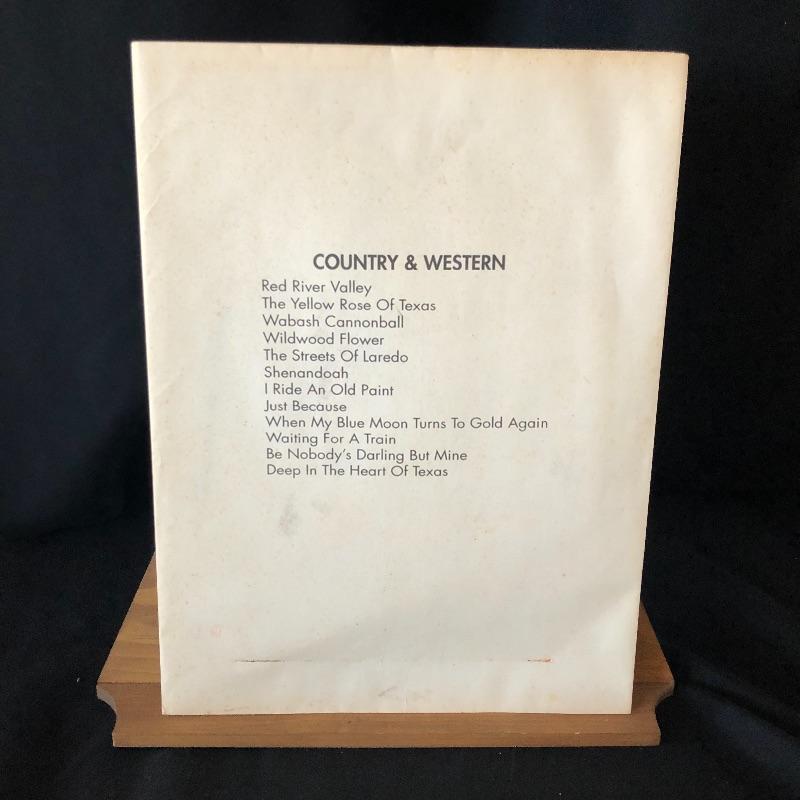 COUNTRY & WESTERN
Red River Valley
The Yellow Rose Of Texas
Wabash Cannonball
Wildwood Flower
The Streets Of Laredo
Shenandoah
I Ride An Old Paint
Just Because
When My Blue Moon Turns To Gold Again
Waiting For A Train
Be Nobody's Darling But Mine
Deep In The Heart Of Texas